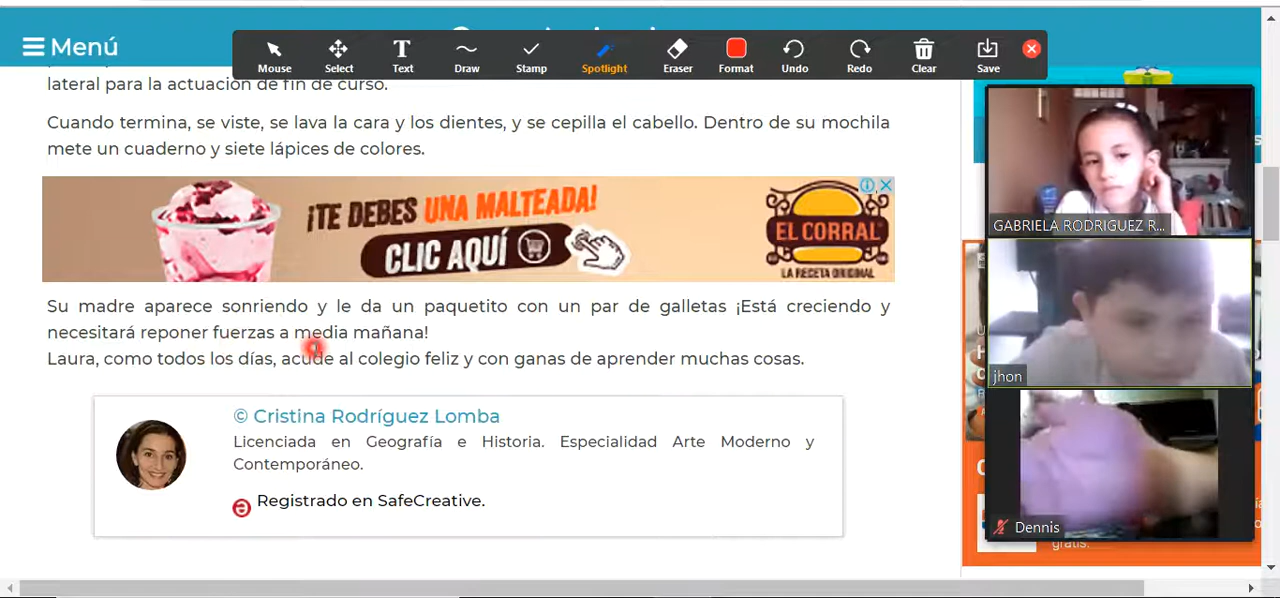 Menú
Mouse
Select
Text
Draw
Stamp
Spotlight
Eraser
Format
Undo
Redo
Clear
Save
lateral para la actuación de fin de curso.
Cuando termina, se viste, se lava la cara y los dientes, y se cepilla el cabello. Dentro de su mochila
mete un cuaderno y siete lápices de colores.
¡TE DEBES UNA MALTEADA!
CLIC AQUÍ
EL CORRAL
LA RECETA ORIGINAL
Su madre aparece sonriendo y le da un paquetito con un par de galletas ¡Está creciendo y
necesitará reponer fuerzas a media mañana!
Laura, como todos los días, acude al colegio feliz y con ganas de aprender muchas cosas.
© Cristina Rodríguez Lomba
Licenciada en Geografía e Historia. Especialidad Arte Moderno y
Contemporáneo.
Registrado en SafeCreative.
GABRIELA RODRIGUEZ R...
jhon
Dennis
gratis.